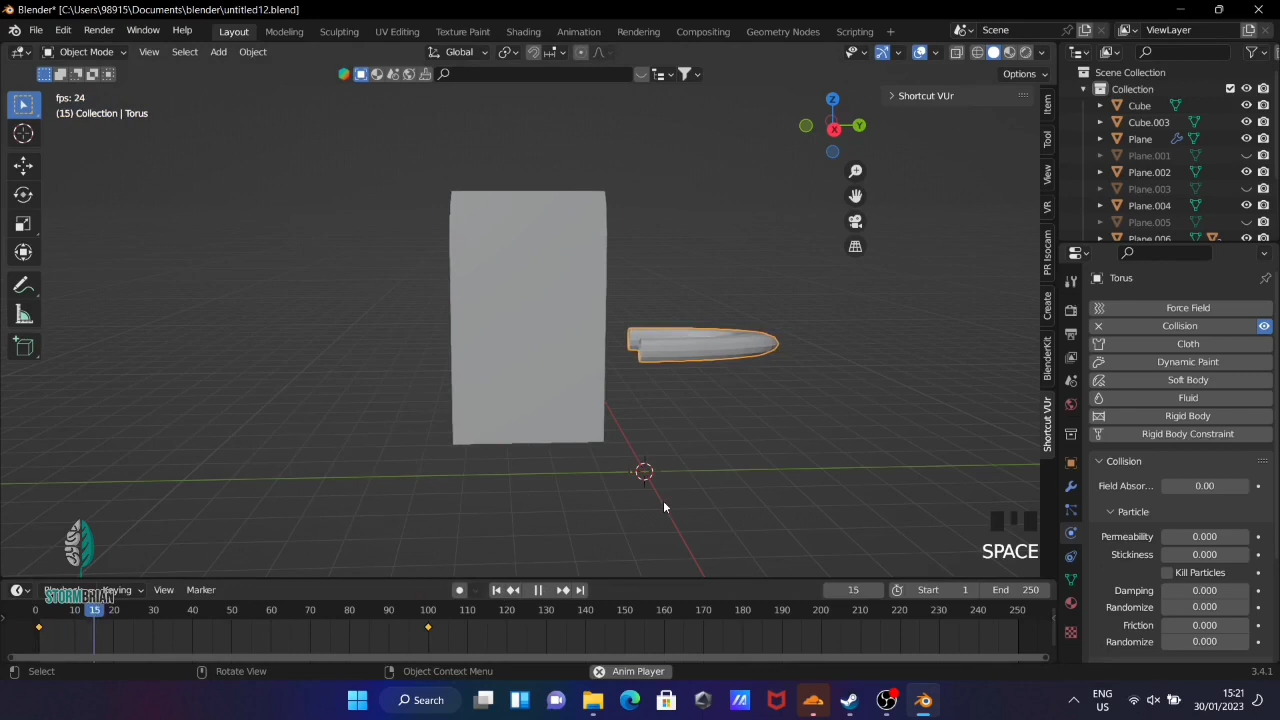 Blender* [C:\Users\98915\Documents\blender\untitled12.blend]
File Edit Render Window Help Layout Modeling Sculpting UV Editing Texture Paint Shading Animation Rendering Compositing Geometry Nodes Scripting + Scene ViewLayer
Object Mode View Select Add Object Global
Options
fps: 24
(15) Collection | Torus
Shortcut VUr
Z
Y
X
Item
Tool
View
VR
PR Isocam
Create
BlenderKit
Shortcut VUr
SPACE
STORMBRIAN
Scene Collection
Collection
Cube
Cube.003
Plane
Plane.001
Plane.002
Plane.003
Plane.004
Plane.005
Plane.006
Torus
Force Field
Collision
Cloth
Dynamic Paint
Soft Body
Fluid
Rigid Body
Rigid Body Constraint
Collision
Field Absor... 0.00
Particle
Permeability 0.000
Stickiness 0.000
Kill Particles
Damping 0.000
Randomize 0.000
Friction 0.000
Randomize 0.000
Keying View Marker 15 Start 1 End 250
0 15 20 30 40 50 60 70 80 90 100 110 120 130 140 150 160 170 180 190 200 210 220 230 240 250
Select Rotate View Object Context Menu Anim Player 3.4.1
Search
ENG
US
15:21
30/01/2023